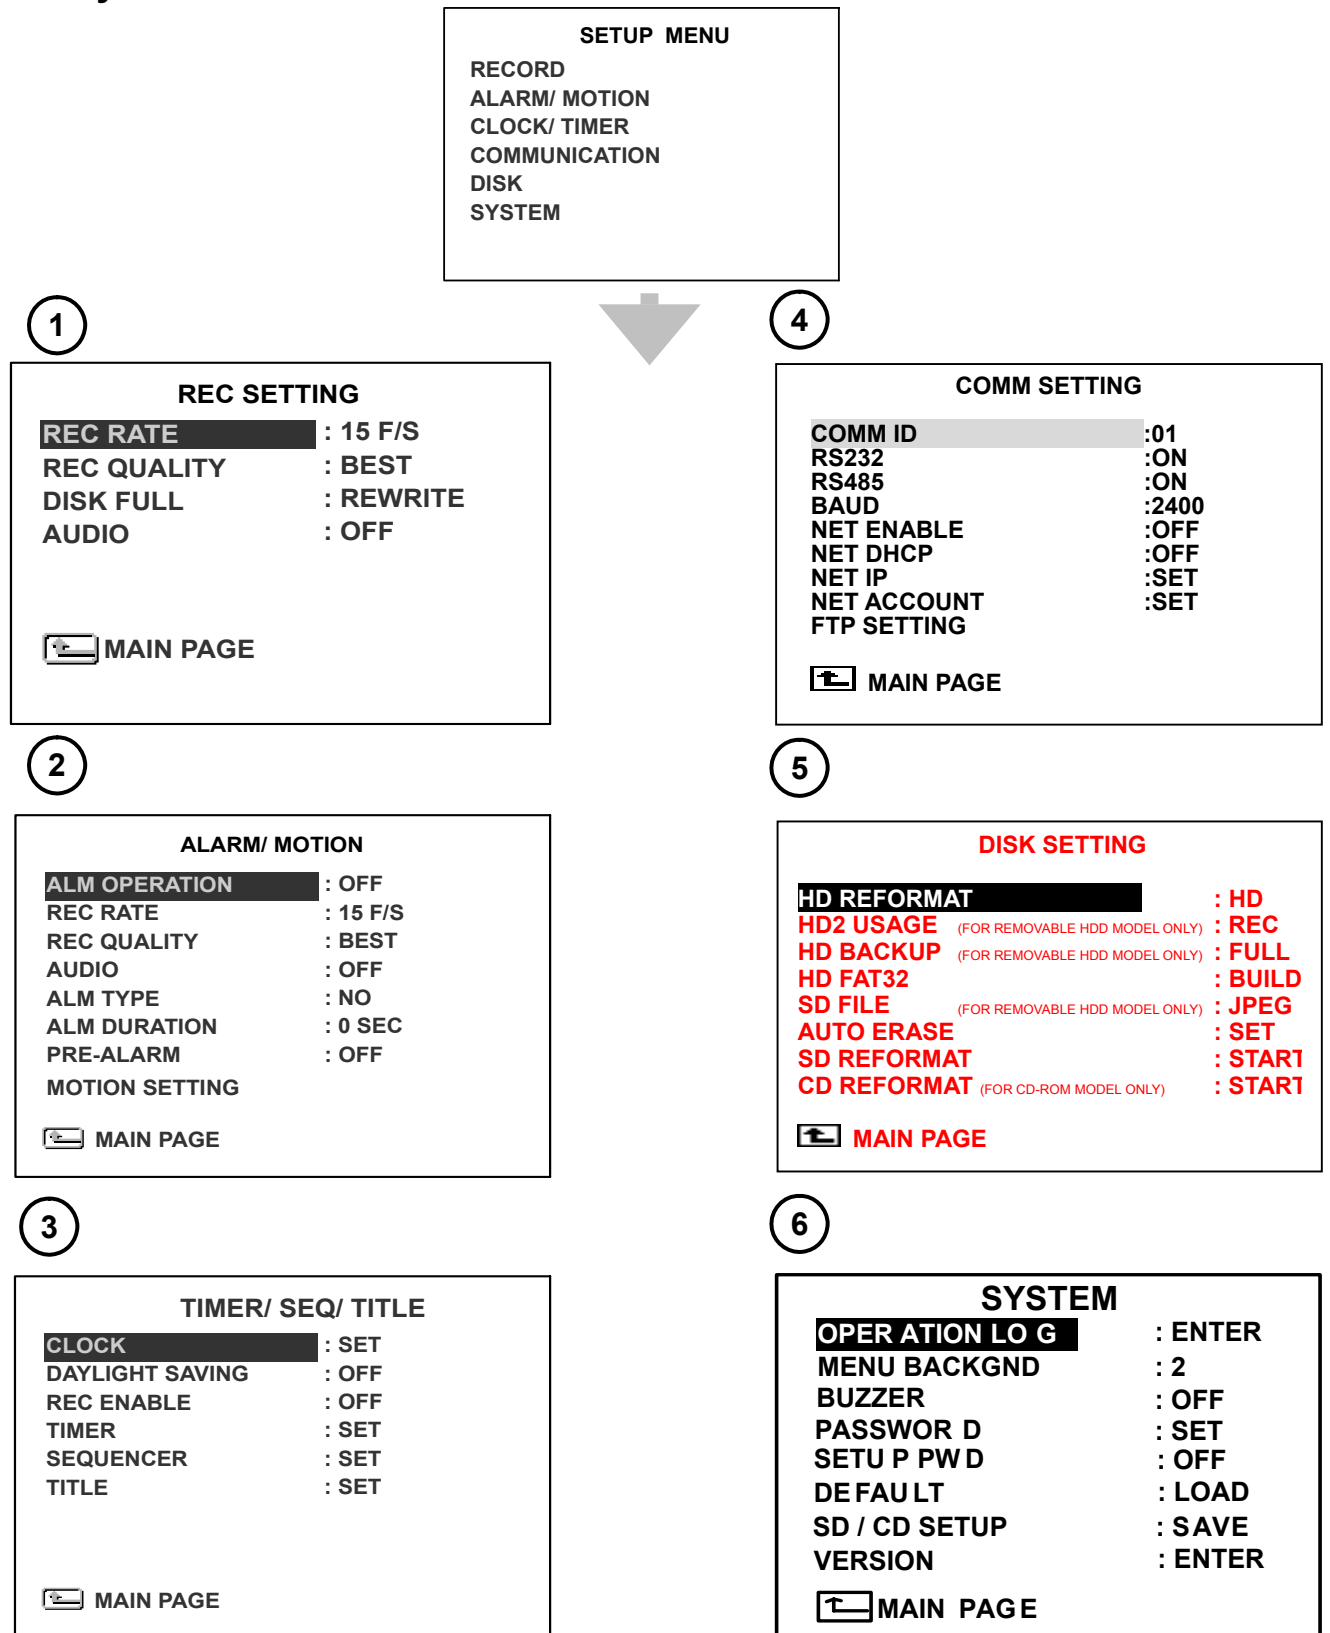 SETUP MENU
RECORD
ALARM/ MOTION
CLOCK/ TIMER
COMMUNICATION
DISK
SYSTEM
1
REC SETTING
REC RATE : 15 F/S
REC QUALITY : BEST
DISK FULL : REWRITE
AUDIO : OFF
MAIN PAGE
2
ALARM/ MOTION
ALM OPERATION : OFF
REC RATE : 15 F/S
REC QUALITY : BEST
AUDIO : OFF
ALM TYPE : NO
ALM DURATION : 0 SEC
PRE-ALARM : OFF
MOTION SETTING
MAIN PAGE
3
TIMER/ SEQ/ TITLE
CLOCK : SET
DAYLIGHT SAVING : OFF
REC ENABLE : OFF
TIMER : SET
SEQUENCER : SET
TITLE : SET
MAIN PAGE
4
COMM SETTING
COMM ID :01
RS232 :ON
RS485 :ON
BAUD :2400
NET ENABLE :OFF
NET DHCP :OFF
NET IP :SET
NET ACCOUNT :SET
FTP SETTING
MAIN PAGE
5
DISK SETTING
HD REFORMAT : HD
HD2 USAGE (FOR REMOVABLE HDD MODEL ONLY) : REC
HD BACKUP (FOR REMOVABLE HDD MODEL ONLY) : FULL
HD FAT32 : BUILD
SD FILE (FOR REMOVABLE HDD MODEL ONLY) : JPEG
AUTO ERASE : SET
SD REFORMAT : START
CD REFORMAT (FOR CD-ROM MODEL ONLY) : START
MAIN PAGE
6
SYSTEM
OPER ATION LO G : ENTER
MENU BACKGND : 2
BUZZER : OFF
PASSWOR D : SET
SETU P PW D : OFF
DE FAU LT : LOAD
SD / CD SETUP : SAVE
VERSION : ENTER
MAIN PAGE